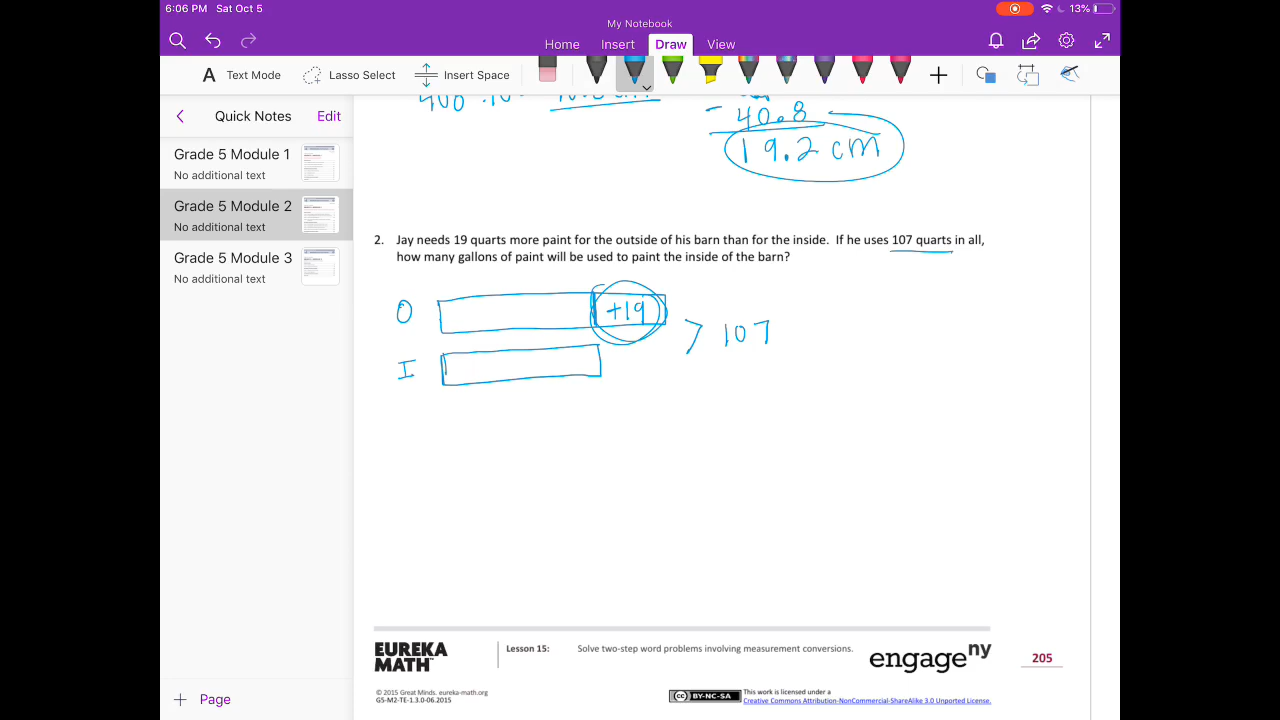 6:06 PM Sat Oct 5
13%
My Notebook
Home Insert Draw View
Text Mode Lasso Select Insert Space
Quick Notes Edit
Grade 5 Module 1
No additional text
Grade 5 Module 2
No additional text
Grade 5 Module 3
No additional text
Page
- 40.8
19.2 cm
2. Jay needs 19 quarts more paint for the outside of his barn than for the inside. If he uses 107 quarts in all,
how many gallons of paint will be used to paint the inside of the barn?
O +19
> 107
I
EUREKA
MATH™
Lesson 15: Solve two-step word problems involving measurement conversions.
engageny
205
© 2015 Great Minds. eureka-math.org
G5-M2-TE-1.3.0-06.2015
CC BY-NC-SA
This work is licensed under a
Creative Commons Attribution-NonCommercial-ShareAlike 3.0 Unported License.